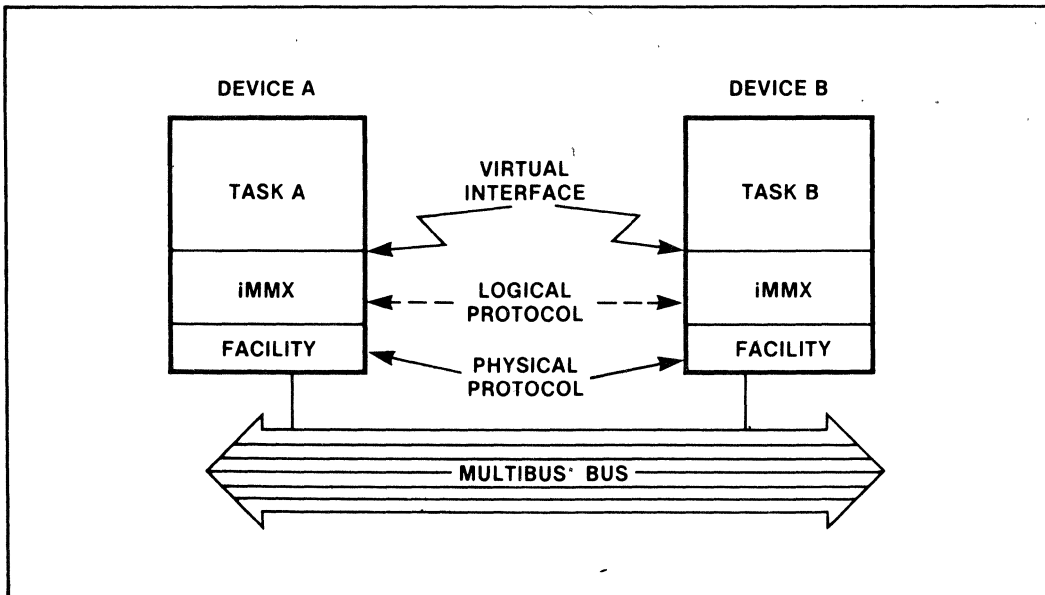 DEVICE A
DEVICE B
TASK A
VIRTUAL
INTERFACE
TASK B
iMMX
LOGICAL
PROTOCOL
iMMX
FACILITY
PHYSICAL
PROTOCOL
FACILITY
MULTIBUS® BUS